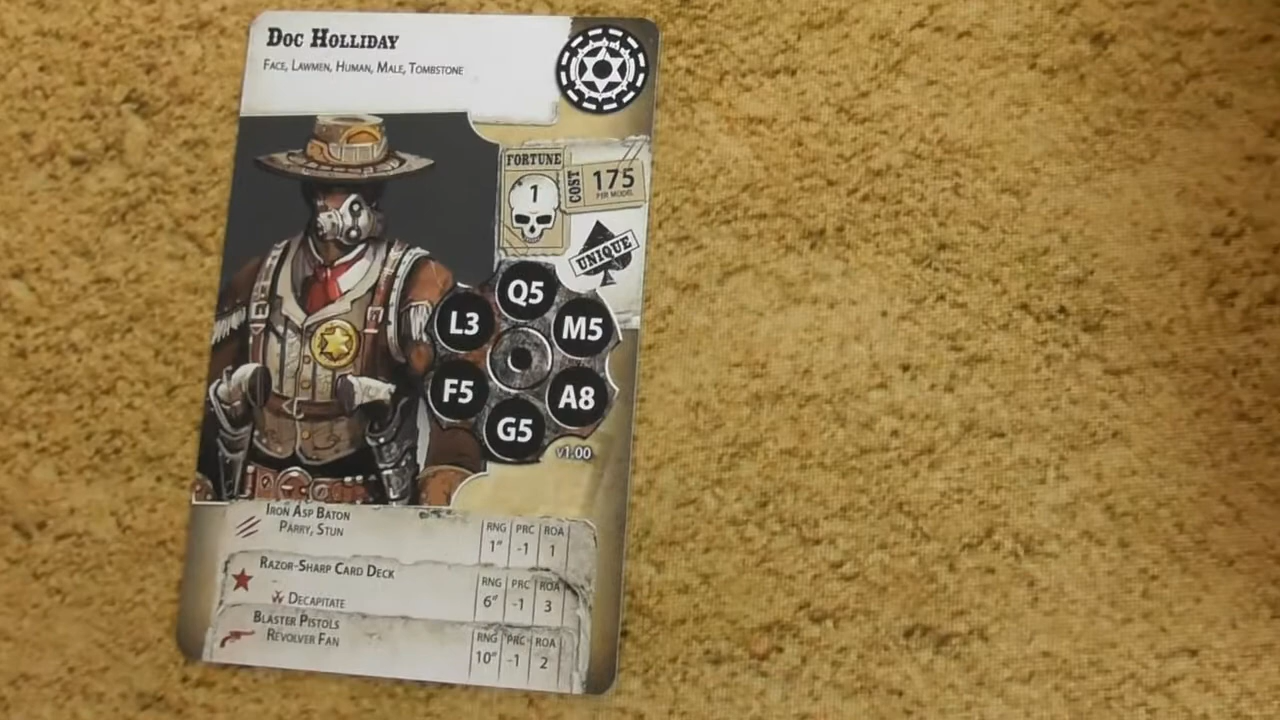 Doc Holliday
Face, Lawmen, Human, Male, Tombstone
FORTUNE
1
COST
175
PER MODEL
UNIQUE
Q5
L3
M5
F5
A8
G5
v1.00
Iron Asp Baton
Parry, Stun
RNG PRC ROA
1" -1 1
Razor-Sharp Card Deck
Decapitate
RNG PRC ROA
6" -1 3
Blaster Pistols
Revolver Fan
RNG PRC ROA
10" -1 2